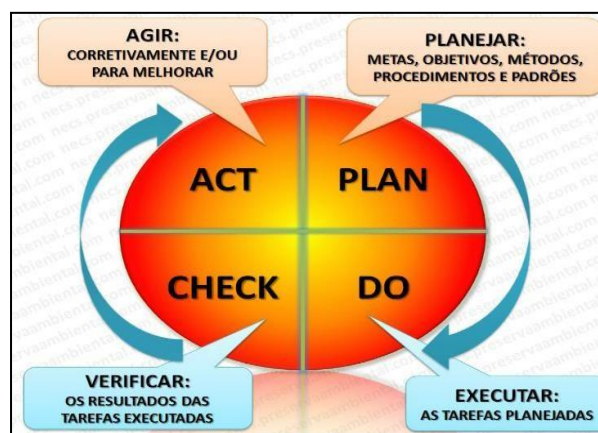 AGIR:
CORRETIVAMENTE E/OU
PARA MELHORAR
PLANEJAR:
METAS, OBJETIVOS, MÉTODOS,
PROCEDIMENTOS E PADRÕES
ACT
PLAN
CHECK
DO
VERIFICAR:
OS RESULTADOS DAS
TAREFAS EXECUTADAS
EXECUTAR:
AS TAREFAS PLANEJADAS